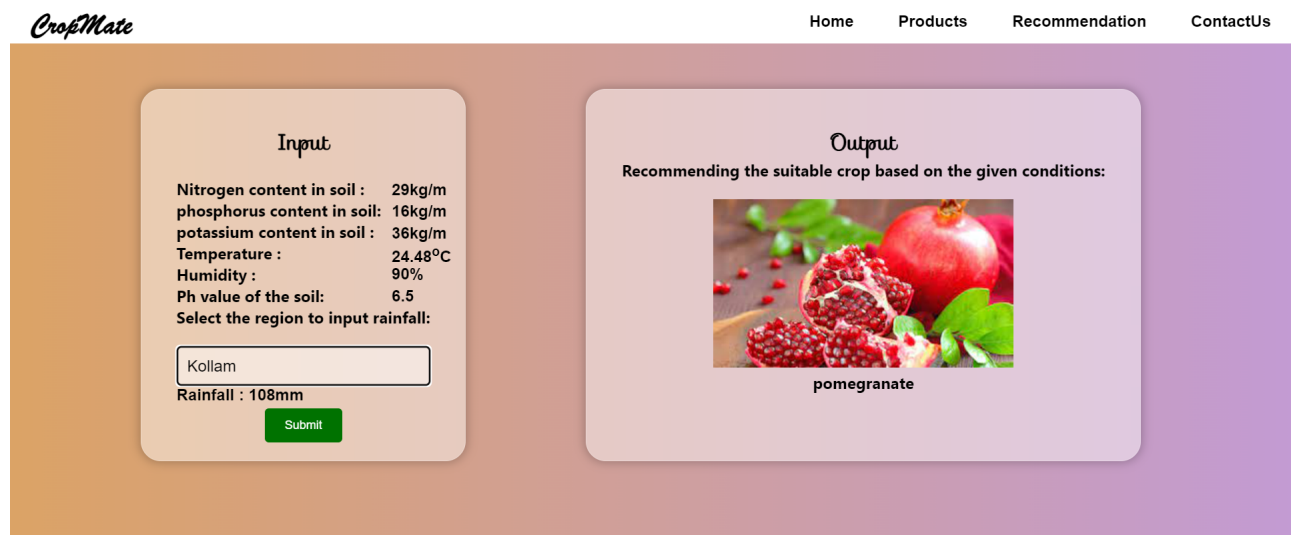 CropMate
Home Products Recommendation ContactUs
Input
Nitrogen content in soil : 29kg/m
phosphorus content in soil: 16kg/m
potassium content in soil : 36kg/m
Temperature : 24.48°C
Humidity : 90%
Ph value of the soil: 6.5
Select the region to input rainfall:
Kollam
Rainfall : 108mm
Submit
Output
Recommending the suitable crop based on the given conditions:
pomegranate